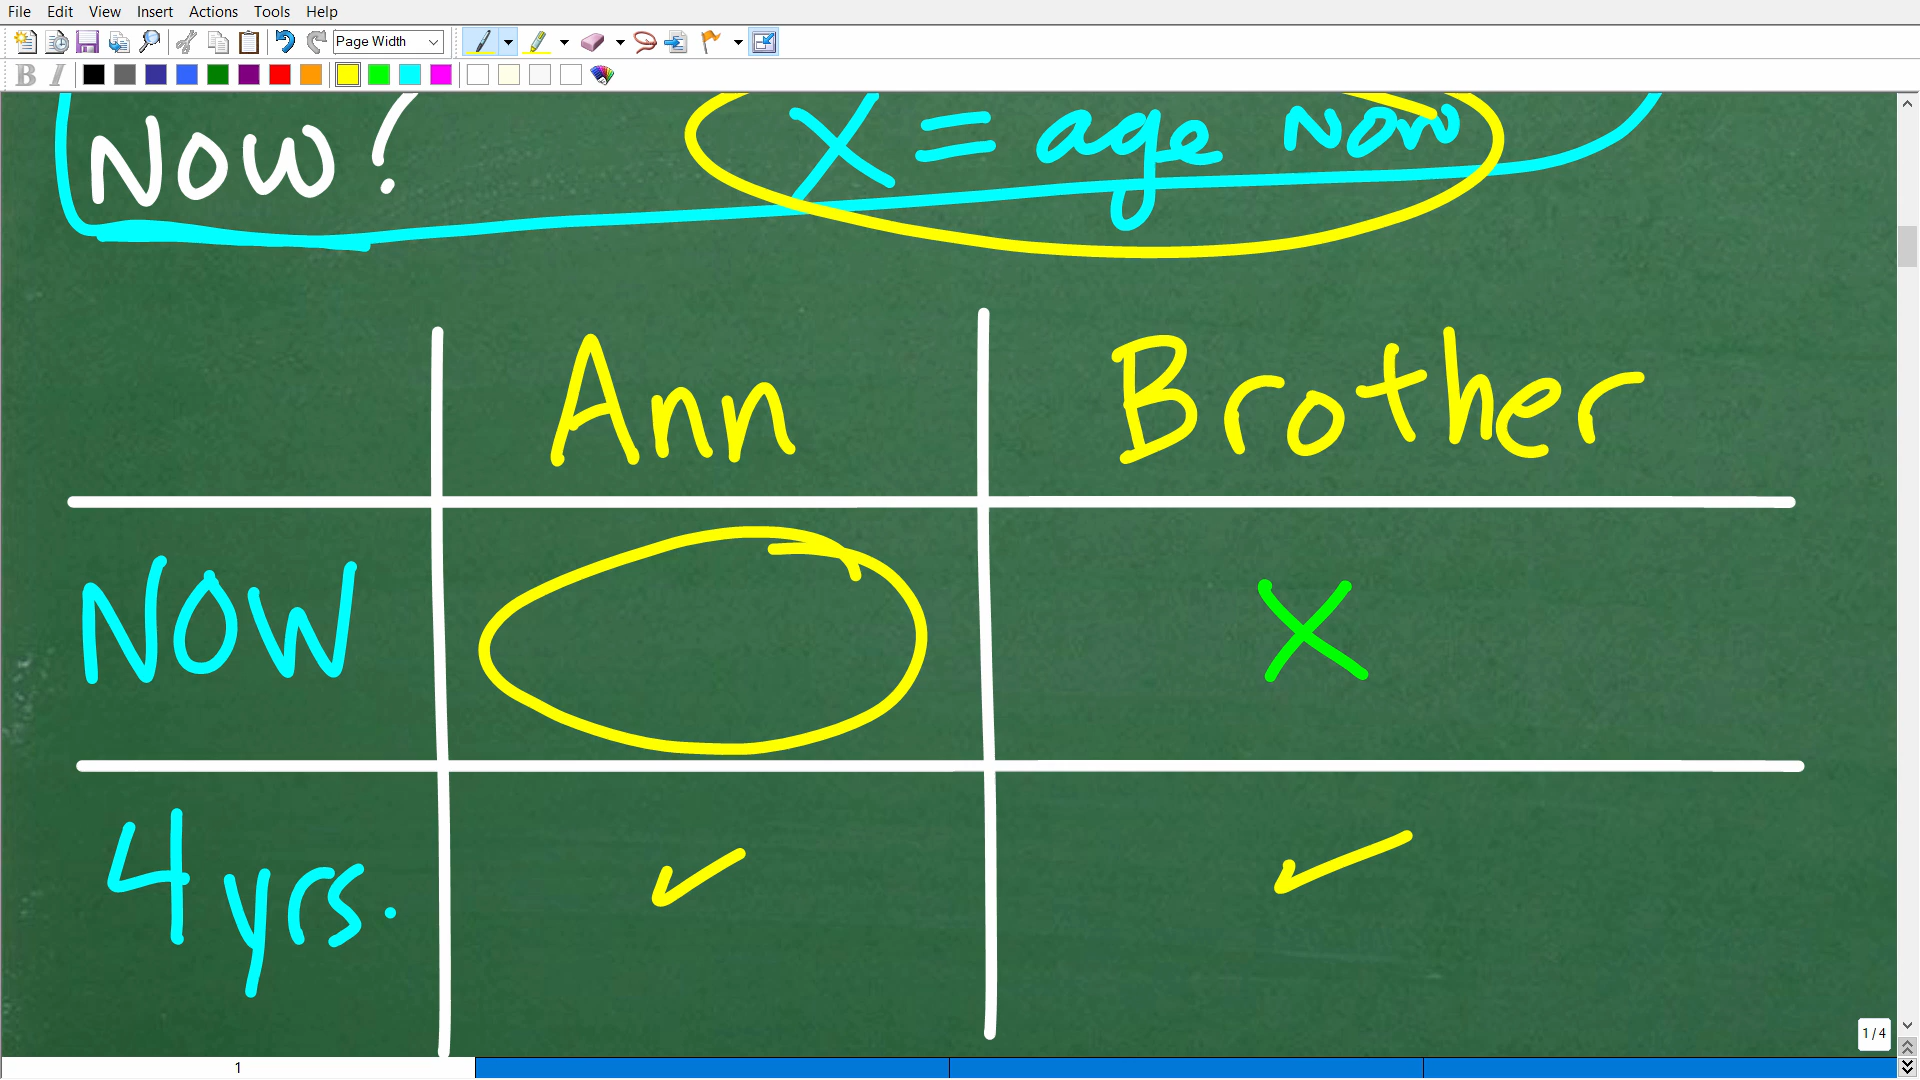 File Edit View Insert Actions Tools Help
Page Width
B I
Now?
X = age Now
Ann Brother
NOW X
4 yrs.
1 / 4
1